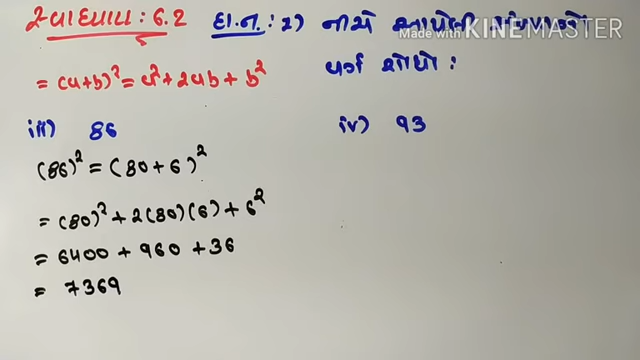 સ્વાધ્યાય : 6.2 દા.ન. : 1) નીચે આપેલી
Made with KINEMASTER
વર્ગ શોધો :
= (a+b)² = a² + 2ab + b²
iii) 86 iv) 93
(86)² = (80 + 6)²
= (80)² + 2(80)(6) + 6²
= 6400 + 960 + 36
= 7369